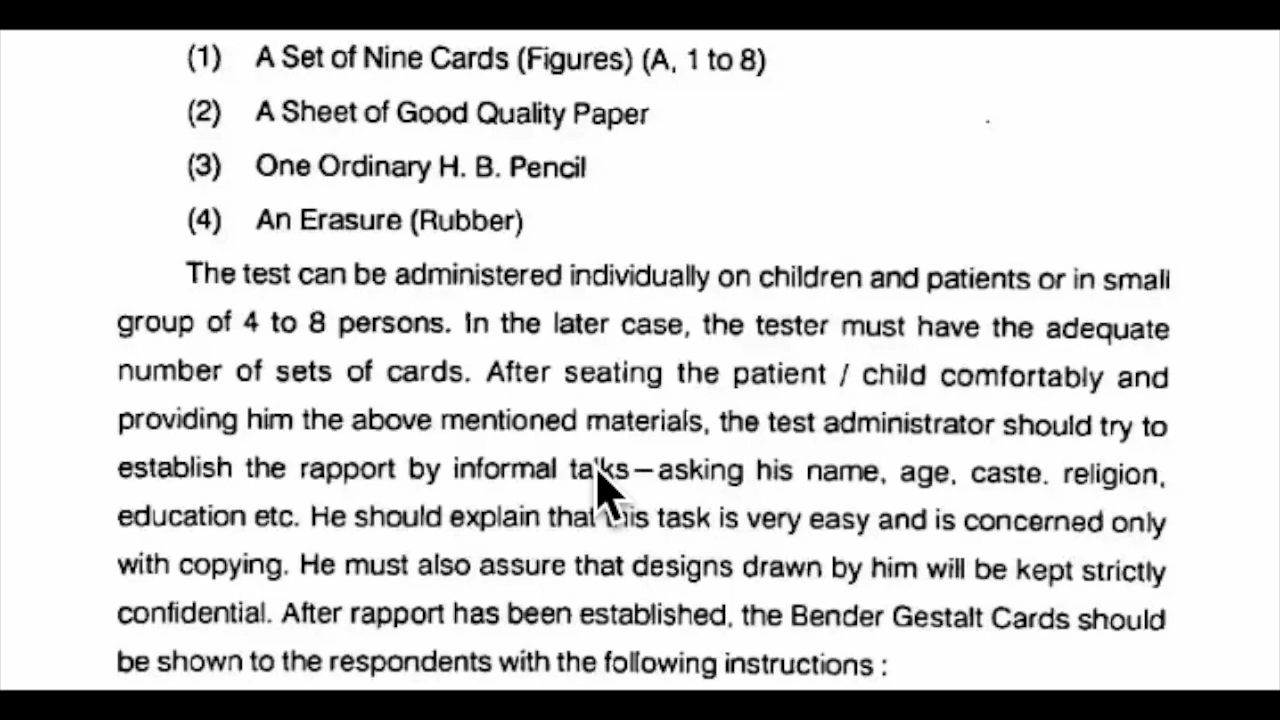 (1) A Set of Nine Cards (Figures) (A, 1 to 8)
(2) A Sheet of Good Quality Paper
(3) One Ordinary H. B. Pencil
(4) An Erasure (Rubber)
The test can be administered individually on children and patients or in small
group of 4 to 8 persons. In the later case, the tester must have the adequate
number of sets of cards. After seating the patient / child comfortably and
providing him the above mentioned materials, the test administrator should try to
establish the rapport by informal talks—asking his name, age, caste. religion,
education etc. He should explain that this task is very easy and is concerned only
with copying. He must also assure that designs drawn by him will be kept strictly
confidential. After rapport has been established, the Bender Gestalt Cards should
be shown to the respondents with the following instructions :